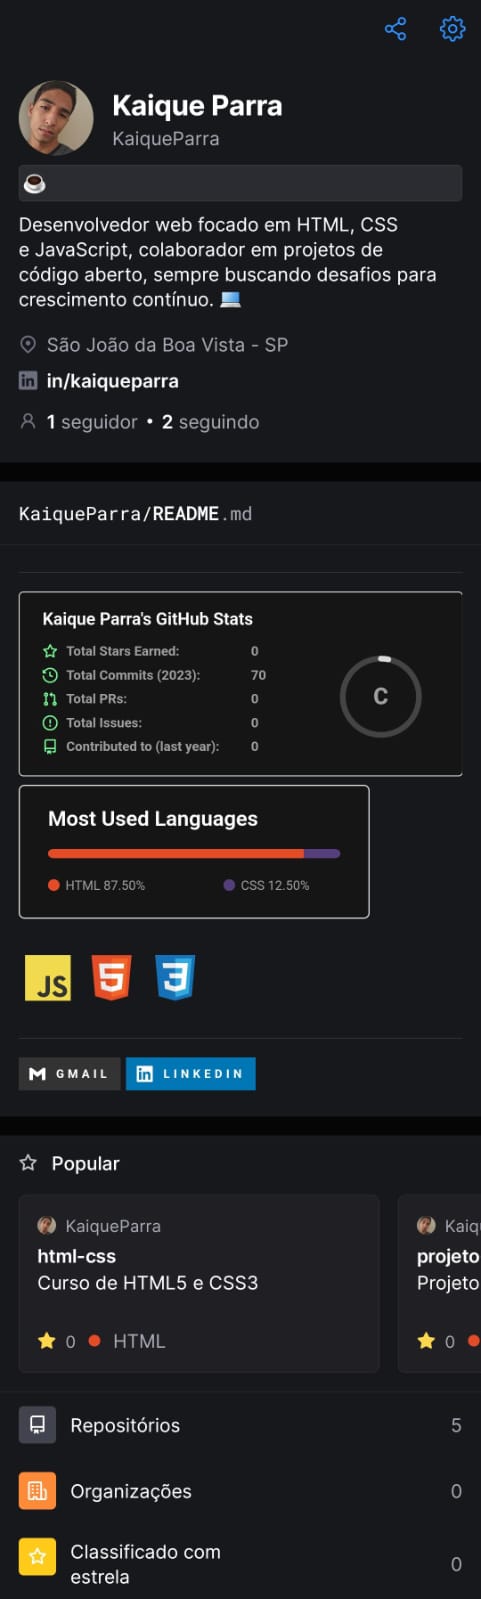 Kaique Parra
KaiqueParra
Desenvolvedor web focado em HTML, CSS
e JavaScript, colaborador em projetos de
código aberto, sempre buscando desafios para
crescimento contínuo.
São João da Boa Vista - SP
in/kaiqueparra
1 seguidor • 2 seguindo
KaiqueParra/README.md
Kaique Parra's GitHub Stats
Total Stars Earned: 0
Total Commits (2023): 70
Total PRs: 0
Total Issues: 0
Contributed to (last year): 0
C
Most Used Languages
HTML 87.50% CSS 12.50%
JS 5 3
GMAIL LINKEDIN
Popular
KaiqueParra Kaiq
html-css projeto
Curso de HTML5 e CSS3 Projeto
0 HTML 0
Repositórios 5
Organizações 0
Classificado com
estrela 0